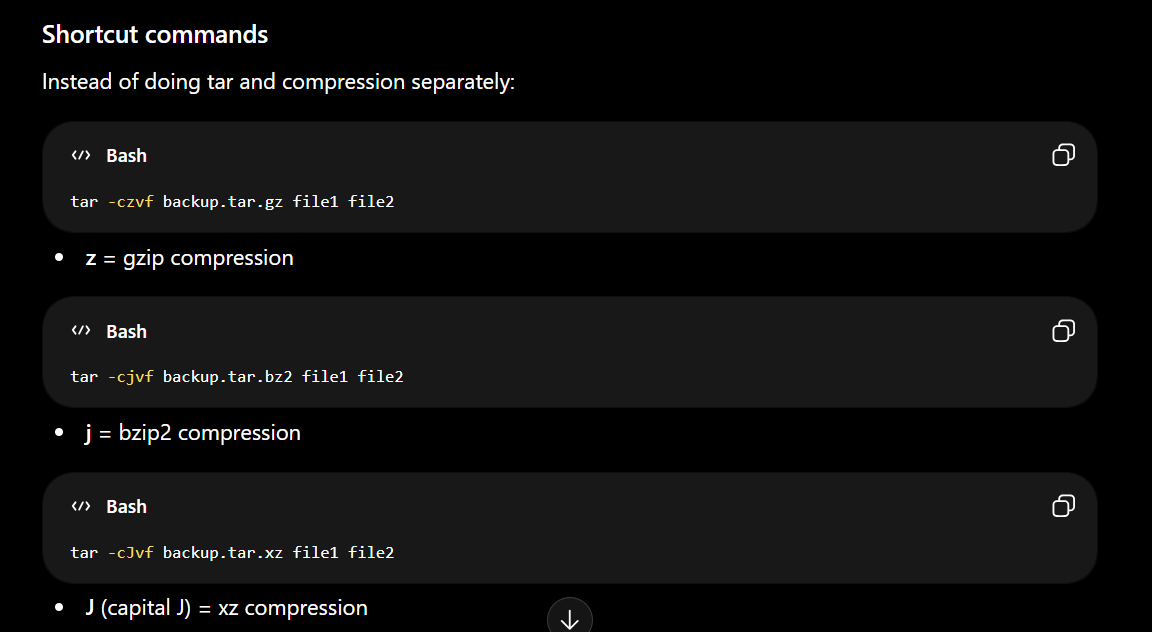 Shortcut commands
Instead of doing tar and compression separately:
Bash
tar -czvf backup.tar.gz file1 file2
z = gzip compression
Bash
tar -cjvf backup.tar.bz2 file1 file2
j = bzip2 compression
Bash
tar -cJvf backup.tar.xz file1 file2
J (capital J) = xz compression